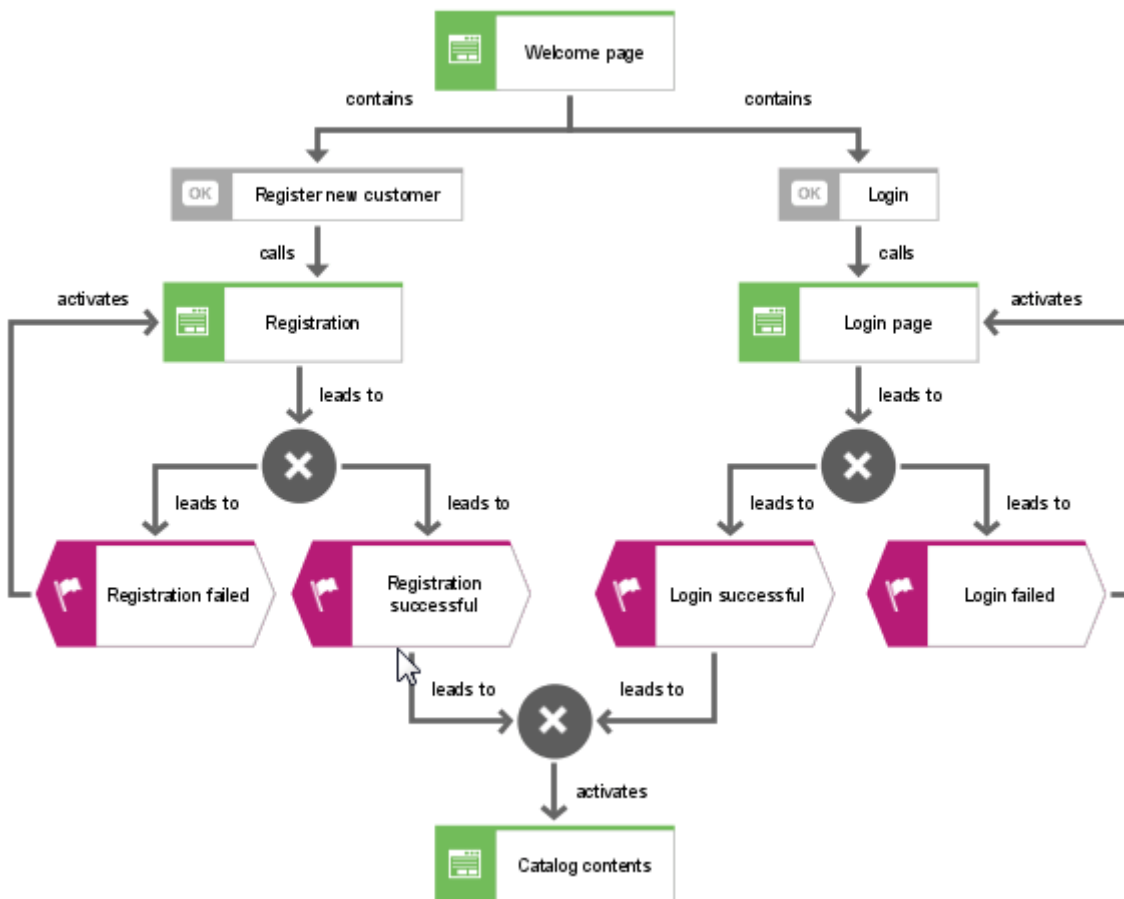 Welcome page
contains
contains
OK
Register new customer
OK
Login
calls
calls
activates
Registration
Login page
activates
leads to
leads to
leads to
leads to
leads to
leads to
Registration failed
Registration
successful
Login successful
Login failed
leads to
leads to
activates
Catalog contents